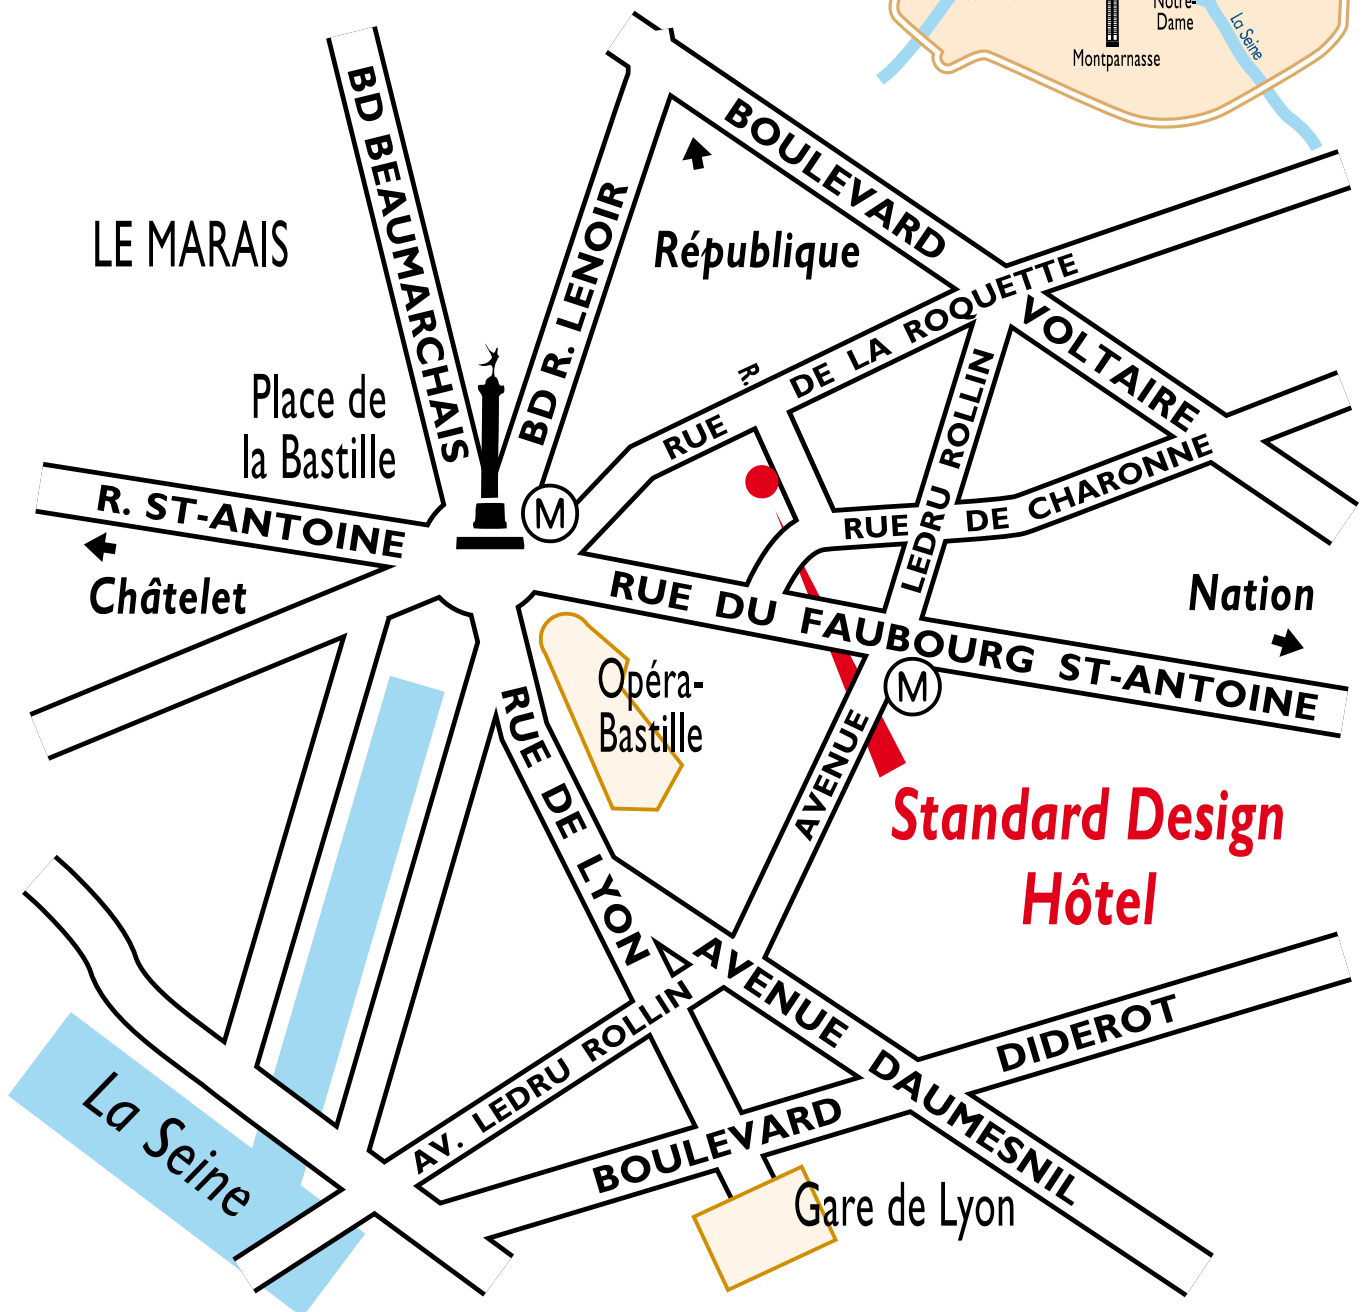 Notre-
Dame
La Seine
Montparnasse
BD BEAUMARCHAIS
BOULEVARD
VOLTAIRE
LE MARAIS
BD R. LENOIR
République
R.
RUE DE LA ROQUETTE
Place de
la Bastille
LEDRU ROLLIN
M
R. ST-ANTOINE
RUE DE CHARONNE
Châtelet
RUE DU FAUBOURG ST-ANTOINE
Nation
Opéra-
Bastille
M
AVENUE
RUE DE LYON
Standard Design
Hôtel
AVENUE DAUMESNIL
AV. LEDRU ROLLIN
BOULEVARD DIDEROT
La Seine
Gare de Lyon